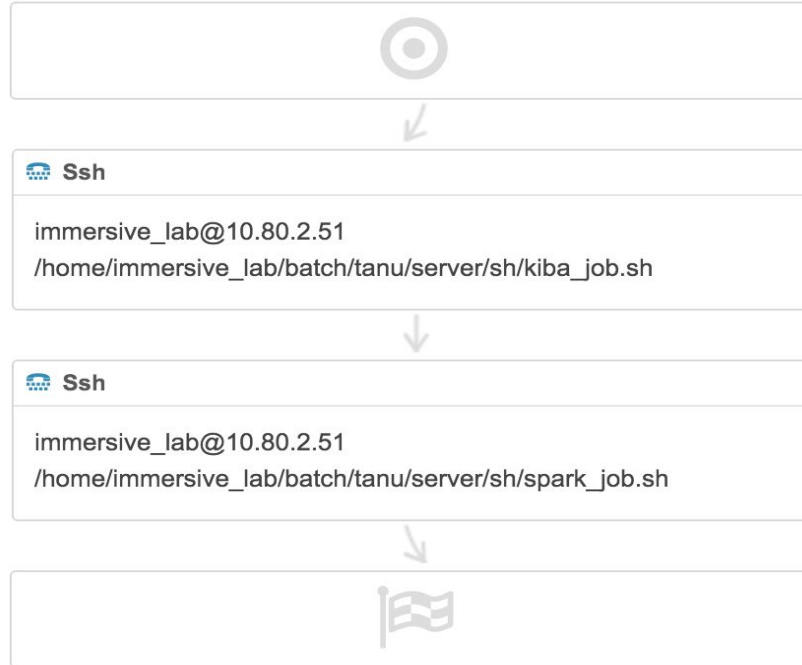 Ssh
immersive_lab@10.80.2.51
/home/immersive_lab/batch/tanu/server/sh/kiba_job.sh
Ssh
immersive_lab@10.80.2.51
/home/immersive_lab/batch/tanu/server/sh/spark_job.sh